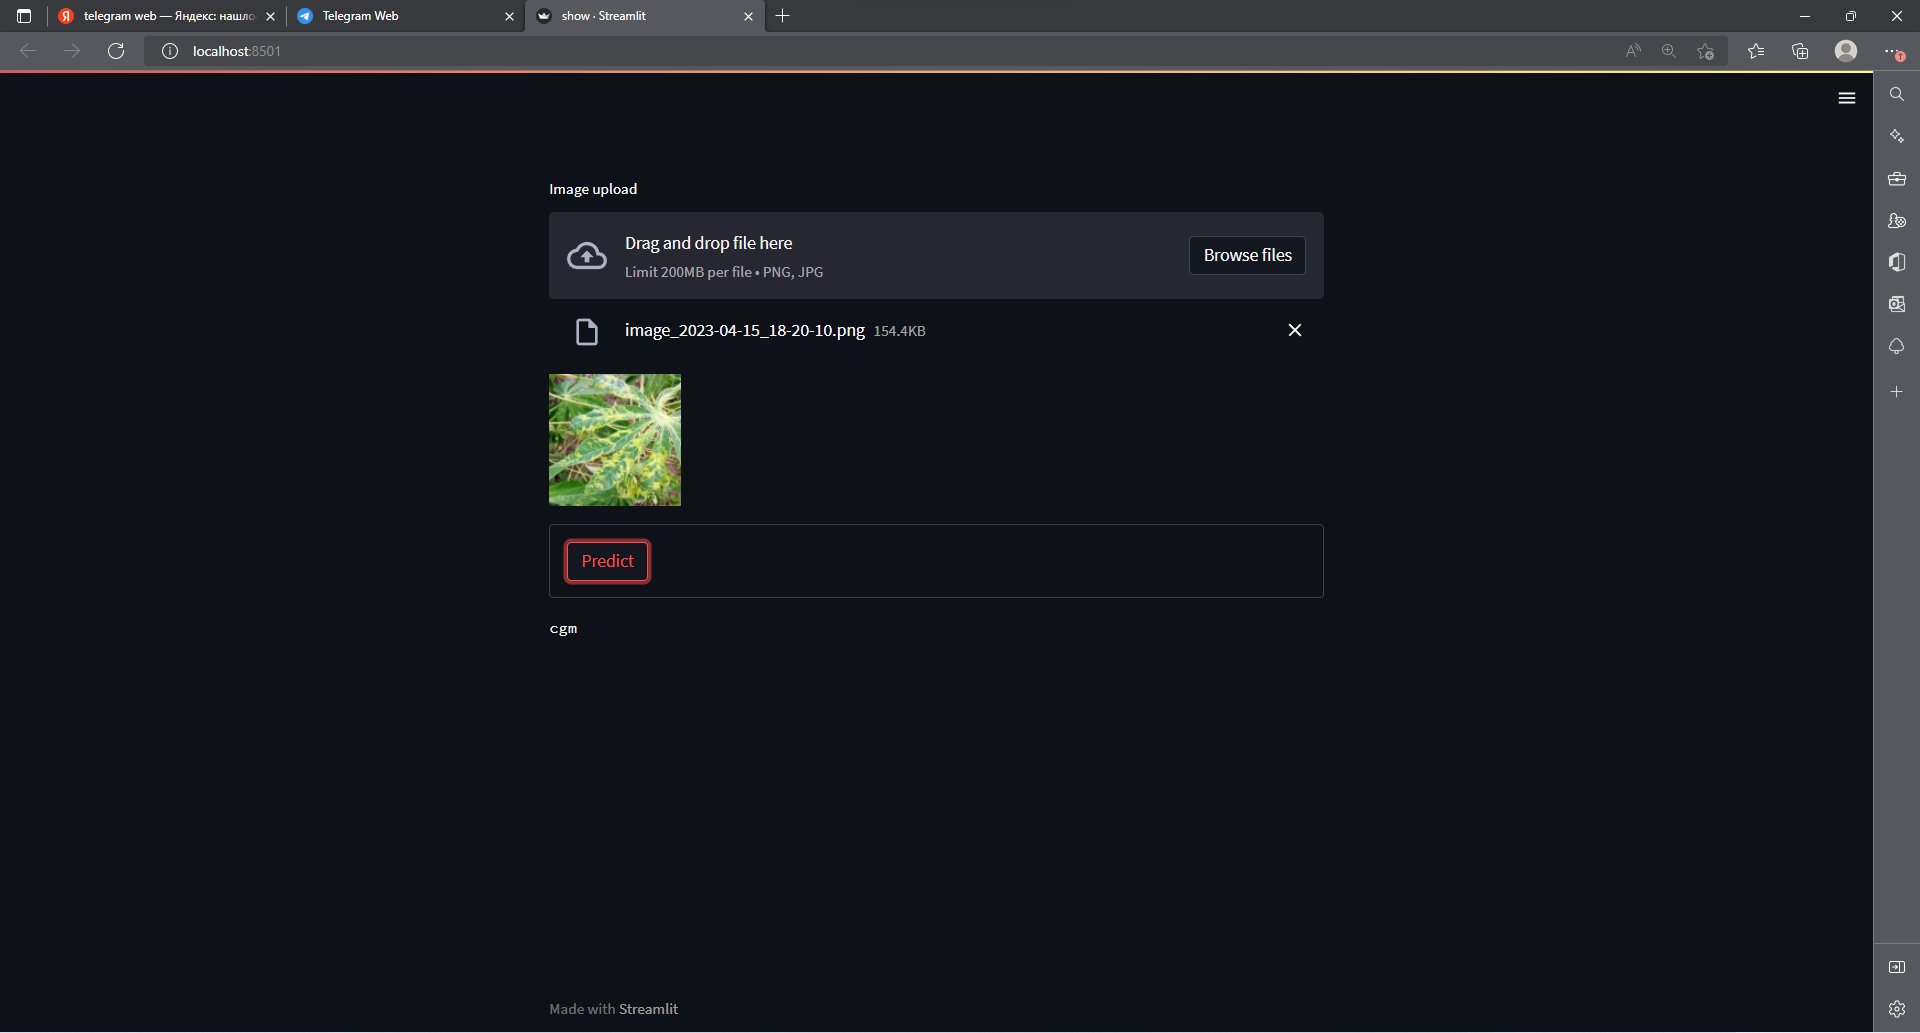 telegram web — Яндекс: нашло
Telegram Web
show · Streamlit
localhost:8501
Image upload
Drag and drop file here
Limit 200MB per file • PNG, JPG
Browse files
image_2023-04-15_18-20-10.png 154.4KB
Predict
cgm
Made with Streamlit